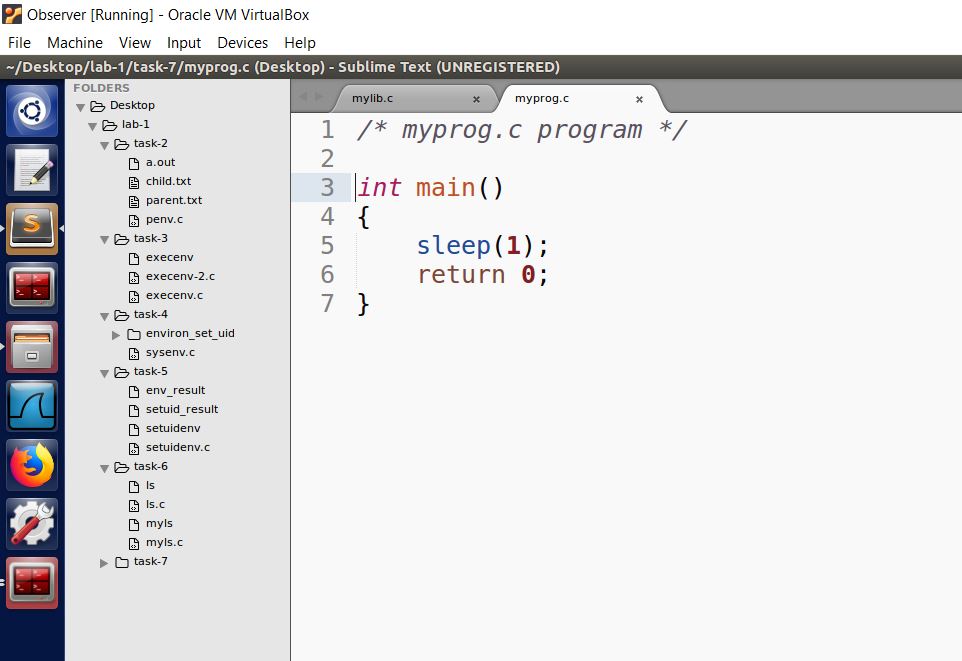 Observer [Running] - Oracle VM VirtualBox
File Machine View Input Devices Help
~/Desktop/lab-1/task-7/myprog.c (Desktop) - Sublime Text (UNREGISTERED)
FOLDERS
Desktop
lab-1
task-2
a.out
child.txt
parent.txt
penv.c
task-3
execenv
execenv-2.c
execenv.c
task-4
environ_set_uid
sysenv.c
task-5
env_result
setuid_result
setuidenv
setuidenv.c
task-6
ls
ls.c
myls
myls.c
task-7
mylib.c × myprog.c ×
1 /* myprog.c program */
2
3 int main()
4 {
5 sleep(1);
6 return 0;
7 }